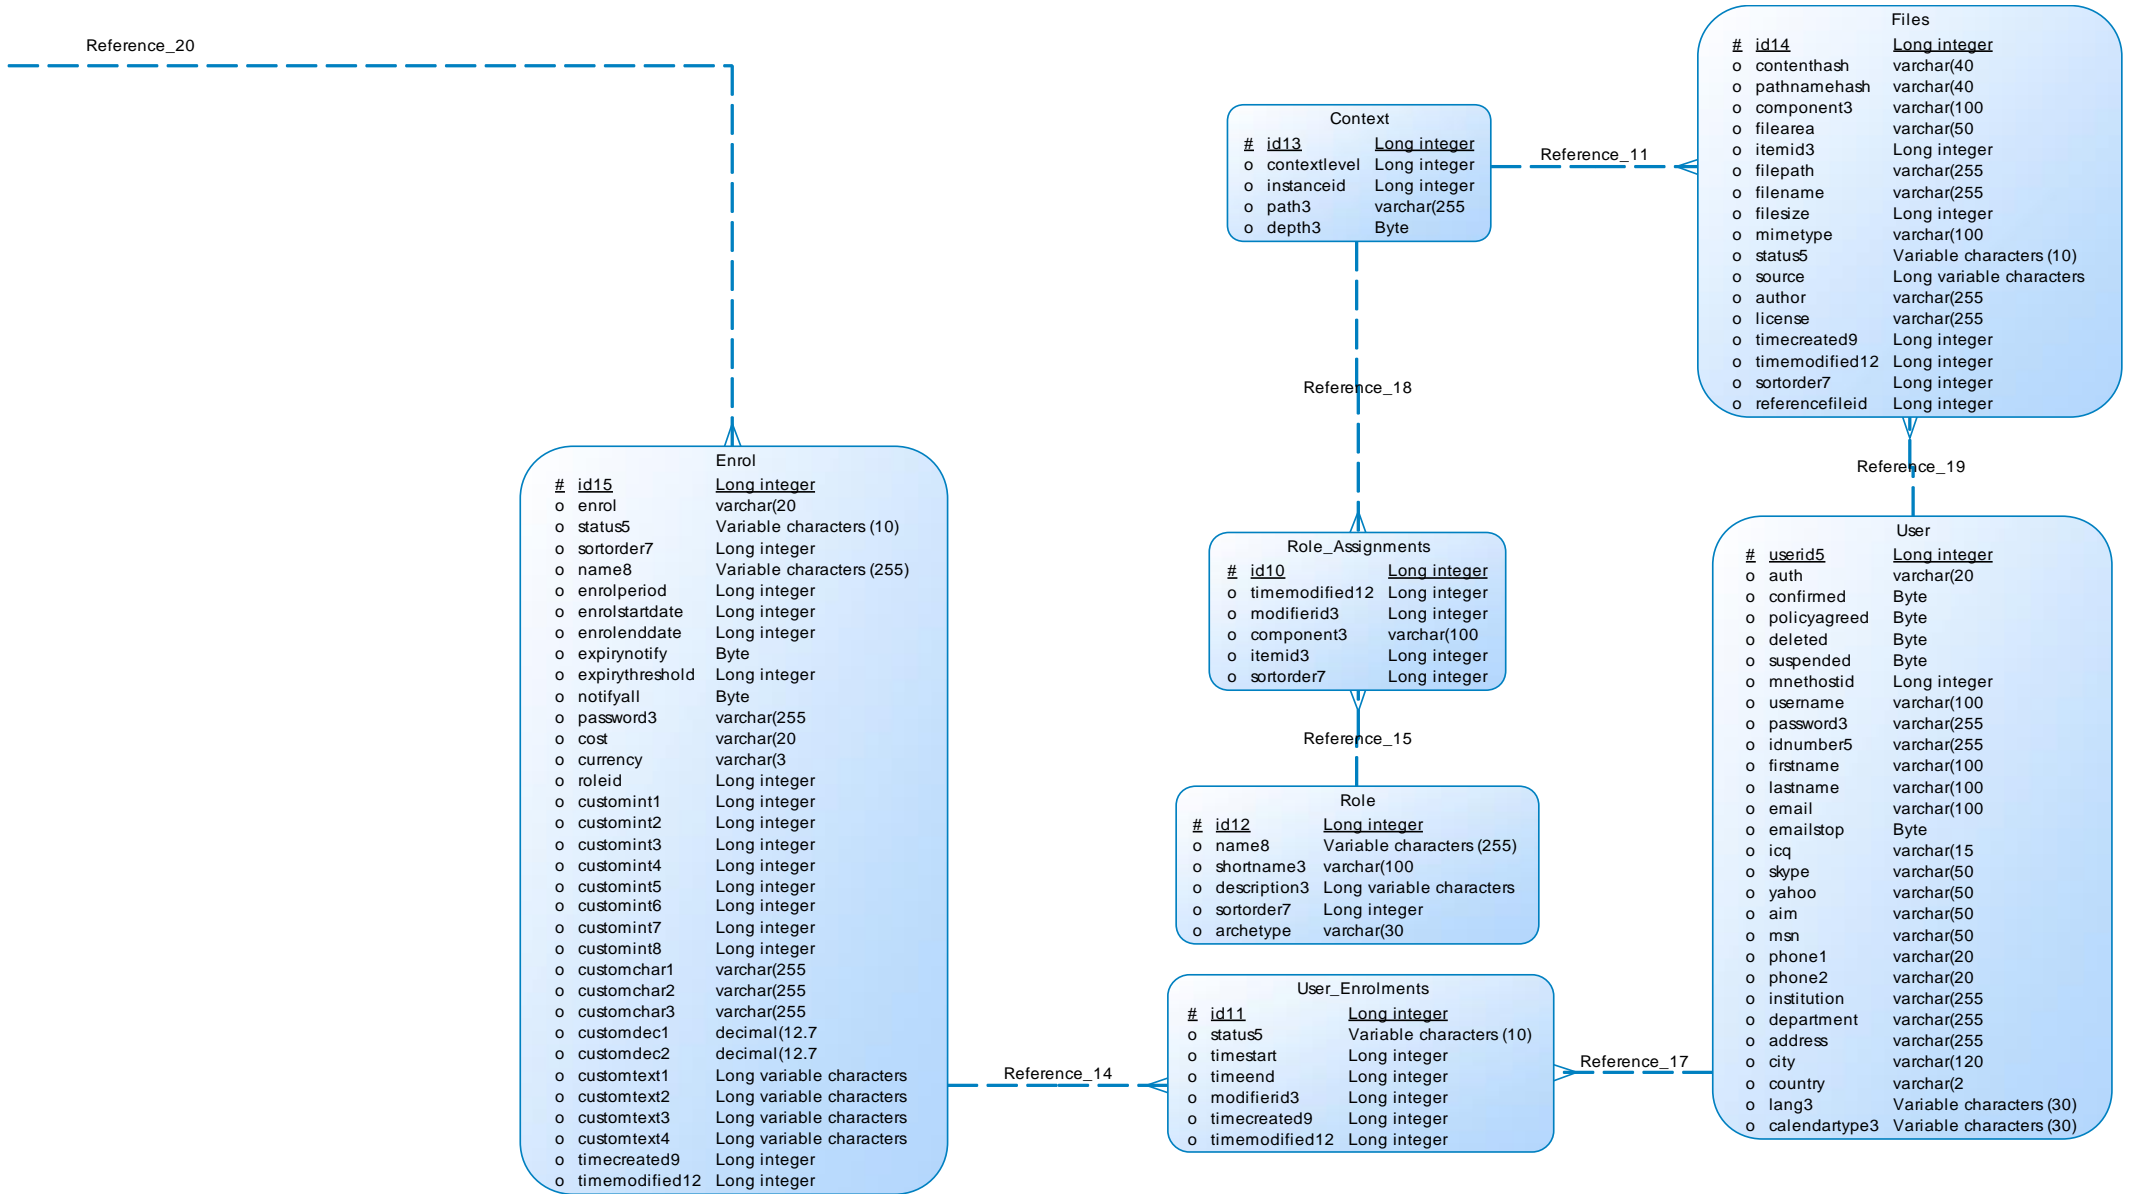 Reference_20
Files
# id14 Long integer
o contenthash varchar(40
o pathnamehash varchar(40
o component3 varchar(100
o filearea varchar(50
o itemid3 Long integer
o filepath varchar(255
o filename varchar(255
o filesize Long integer
o mimetype varchar(100
o status5 Variable characters (10)
o source Long variable characters
o author varchar(255
o license varchar(255
o timecreated9 Long integer
o timemodified12 Long integer
o sortorder7 Long integer
o referencefileid Long integer
Context
# id13 Long integer
o contextlevel Long integer
o instanceid Long integer
o path3 varchar(255
o depth3 Byte
Reference_11
Reference_18
Reference_19
Enrol
# id15 Long integer
o enrol varchar(20
o status5 Variable characters (10)
o sortorder7 Long integer
o name8 Variable characters (255)
o enrolperiod Long integer
o enrolstartdate Long integer
o enrolenddate Long integer
o expirynotify Byte
o expirythreshold Long integer
o notifyall Byte
o password3 varchar(255
o cost varchar(20
o currency varchar(3
o roleid Long integer
o customint1 Long integer
o customint2 Long integer
o customint3 Long integer
o customint4 Long integer
o customint5 Long integer
o customint6 Long integer
o customint7 Long integer
o customint8 Long integer
o customchar1 varchar(255
o customchar2 varchar(255
o customchar3 varchar(255
o customdec1 decimal(12.7
o customdec2 decimal(12.7
o customtext1 Long variable characters
o customtext2 Long variable characters
o customtext3 Long variable characters
o customtext4 Long variable characters
o timecreated9 Long integer
o timemodified12 Long integer
Role_Assignments
# id10 Long integer
o timemodified12 Long integer
o modifierid3 Long integer
o component3 varchar(100
o itemid3 Long integer
o sortorder7 Long integer
Reference_15
Role
# id12 Long integer
o name8 Variable characters (255)
o shortname3 varchar(100
o description3 Long variable characters
o sortorder7 Long integer
o archetype varchar(30
User_Enrolments
# id11 Long integer
o status5 Variable characters (10)
o timestart Long integer
o timeend Long integer
o modifierid3 Long integer
o timecreated9 Long integer
o timemodified12 Long integer
Reference_14
Reference_17
User
# userid5 Long integer
o auth varchar(20
o confirmed Byte
o policyagreed Byte
o deleted Byte
o suspended Byte
o mnethostid Long integer
o username varchar(100
o password3 varchar(255
o idnumber5 varchar(255
o firstname varchar(100
o lastname varchar(100
o email varchar(100
o emailstop Byte
o icq varchar(15
o skype varchar(50
o yahoo varchar(50
o aim varchar(50
o msn varchar(50
o phone1 varchar(20
o phone2 varchar(20
o institution varchar(255
o department varchar(255
o address varchar(255
o city varchar(120
o country varchar(2
o lang3 Variable characters (30)
o calendartype3 Variable characters (30)